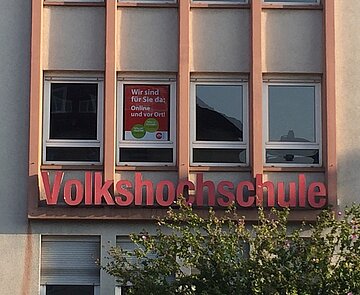 Wir sind
für Sie da:
Online
und vor Ort!
Volkshochschule